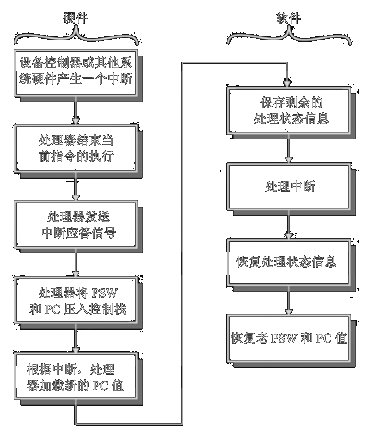 硬件
设备控制器或其他系
统硬件产生一个中断
处理器结束当
前指令的执行
处理器发送
中断应答信号
处理器将 PSW
和 PC 压入控制栈
根据中断，处理
器加载新的 PC 值
软件
保存剩余的
处理状态信息
处理中断
恢复处理状态信息
恢复老 PSW 和 PC 值